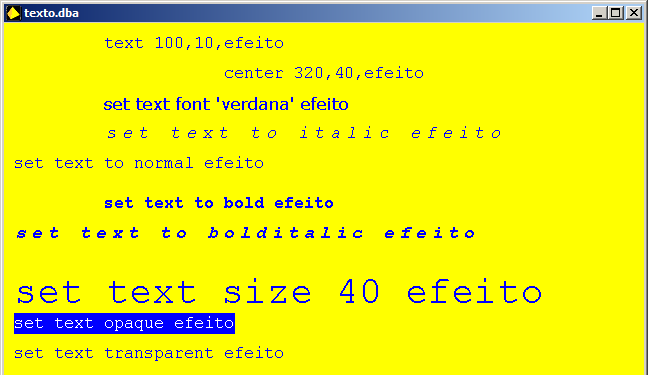 texto.dba
text 100,10,efeito
center 320,40,efeito
set text font 'verdana' efeito
set text to italic efeito
set text to normal efeito
set text to bold efeito
set text to bolditalic efeito
set text size 40 efeito
set text opaque efeito
set text transparent efeito